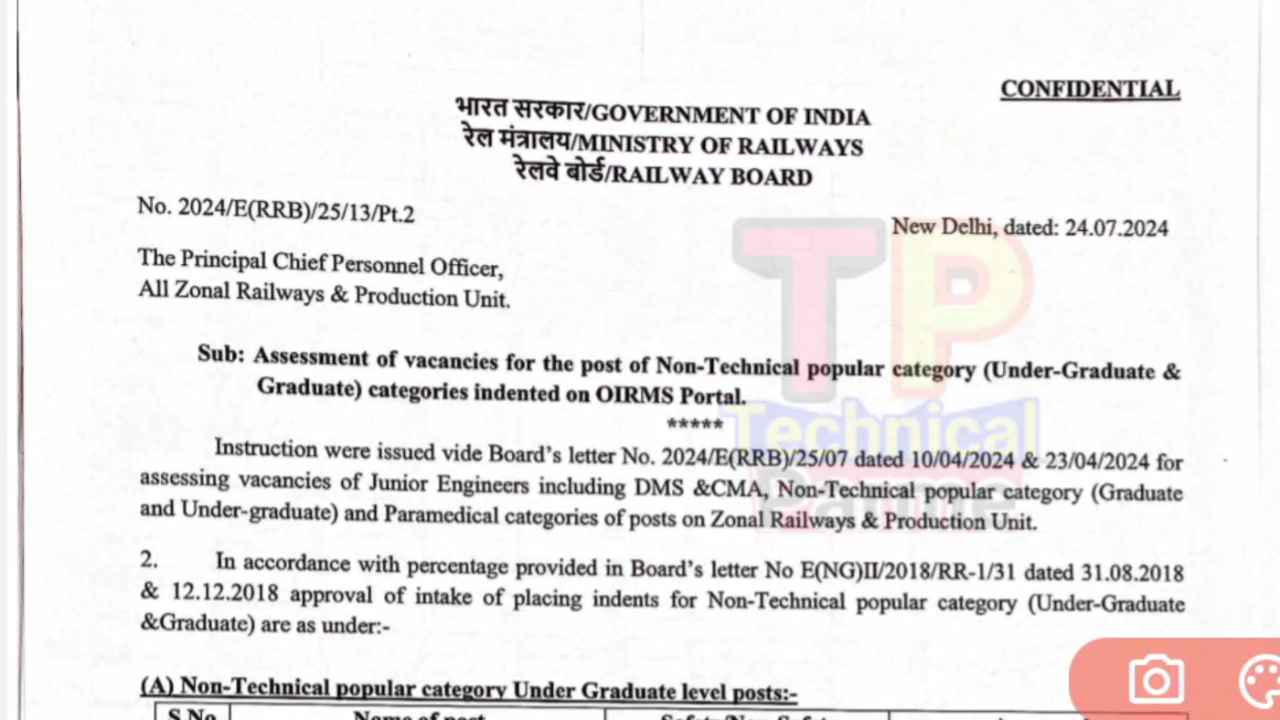 CONFIDENTIAL
भारत सरकार/GOVERNMENT OF INDIA
रेल मंत्रालय/MINISTRY OF RAILWAYS
रेलवे बोर्ड/RAILWAY BOARD
No. 2024/E(RRB)/25/13/Pt.2
New Delhi, dated: 24.07.2024
The Principal Chief Personnel Officer,
All Zonal Railways & Production Unit.
Sub: Assessment of vacancies for the post of Non-Technical popular category (Under-Graduate &
Graduate) categories indented on OIRMS Portal.
*****
TP
Technical
Instruction were issued vide Board's letter No. 2024/E(RRB)/25/07 dated 10/04/2024 & 23/04/2024 for
assessing vacancies of Junior Engineers including DMS &CMA, Non-Technical popular category (Graduate
and Under-graduate) and Paramedical categories of posts on Zonal Railways & Production Unit.
2. In accordance with percentage provided in Board's letter No E(NG)II/2018/RR-1/31 dated 31.08.2018
& 12.12.2018 approval of intake of placing indents for Non-Technical popular category (Under-Graduate
&Graduate) are as under:-
(A) Non-Technical popular category Under Graduate level posts:-
S.No Name of post